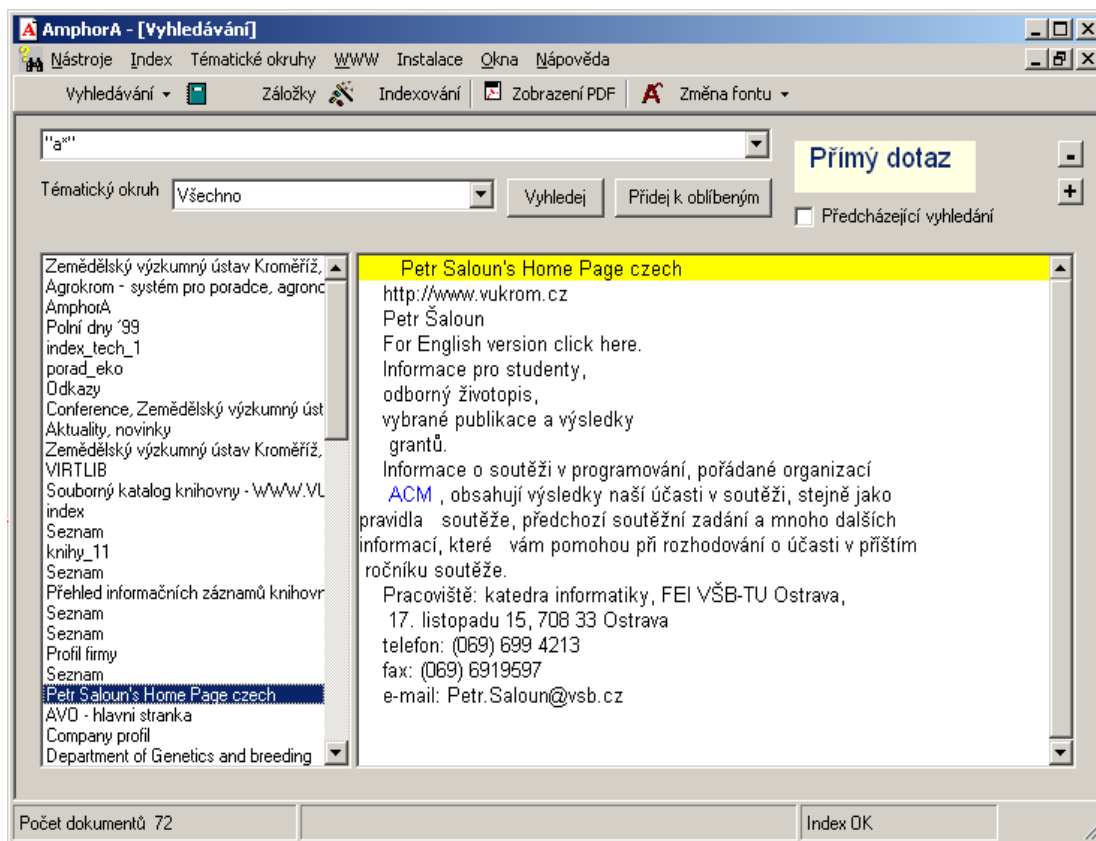 AmphorA - [Vyhledávání]
Nástroje Index Tématické okruhy WWW Instalace Okna Nápověda
Vyhledávání Záložky Indexování Zobrazení PDF Změna fontu
"a*"
Přímý dotaz
-
Tématický okruh Všechno Vyhledej Přidej k oblíbeným
+
Předcházející vyhledání
Zemědělský výzkumný ústav Kroměříž,
Agrokrom - systém pro poradce, agronc
AmphorA
Polní dny ´99
index_tech_1
porad_eko
Odkazy
Conference, Zemědělský výzkumný úst
Aktuality, novinky
Zemědělský výzkumný ústav Kroměříž,
VIRTLIB
Souborný katalog knihovny - WWW.VU
index
Seznam
knihy_11
Seznam
Přehled informačních záznamů knihovr
Seznam
Seznam
Profil firmy
Seznam
Petr Saloun's Home Page czech
AVO - hlavni stranka
Company profil
Department of Genetics and breeding
Petr Saloun's Home Page czech
http://www.vukrom.cz
Petr Šaloun
For English version click here.
Informace pro studenty,
odborný životopis,
vybrané publikace a výsledky
grantů.
Informace o soutěži v programování, pořádané organizací
ACM , obsahují výsledky naší účasti v soutěži, stejně jako
pravidla soutěže, předchozí soutěžní zadání a mnoho dalších
informací, které vám pomohou při rozhodování o účasti v příštím
ročníku soutěže.
Pracoviště: katedra informatiky, FEI VŠB-TU Ostrava,
17. listopadu 15, 708 33 Ostrava
telefon: (069) 699 4213
fax: (069) 6919597
e-mail: Petr.Saloun@vsb.cz
Počet dokumentů 72
Index OK